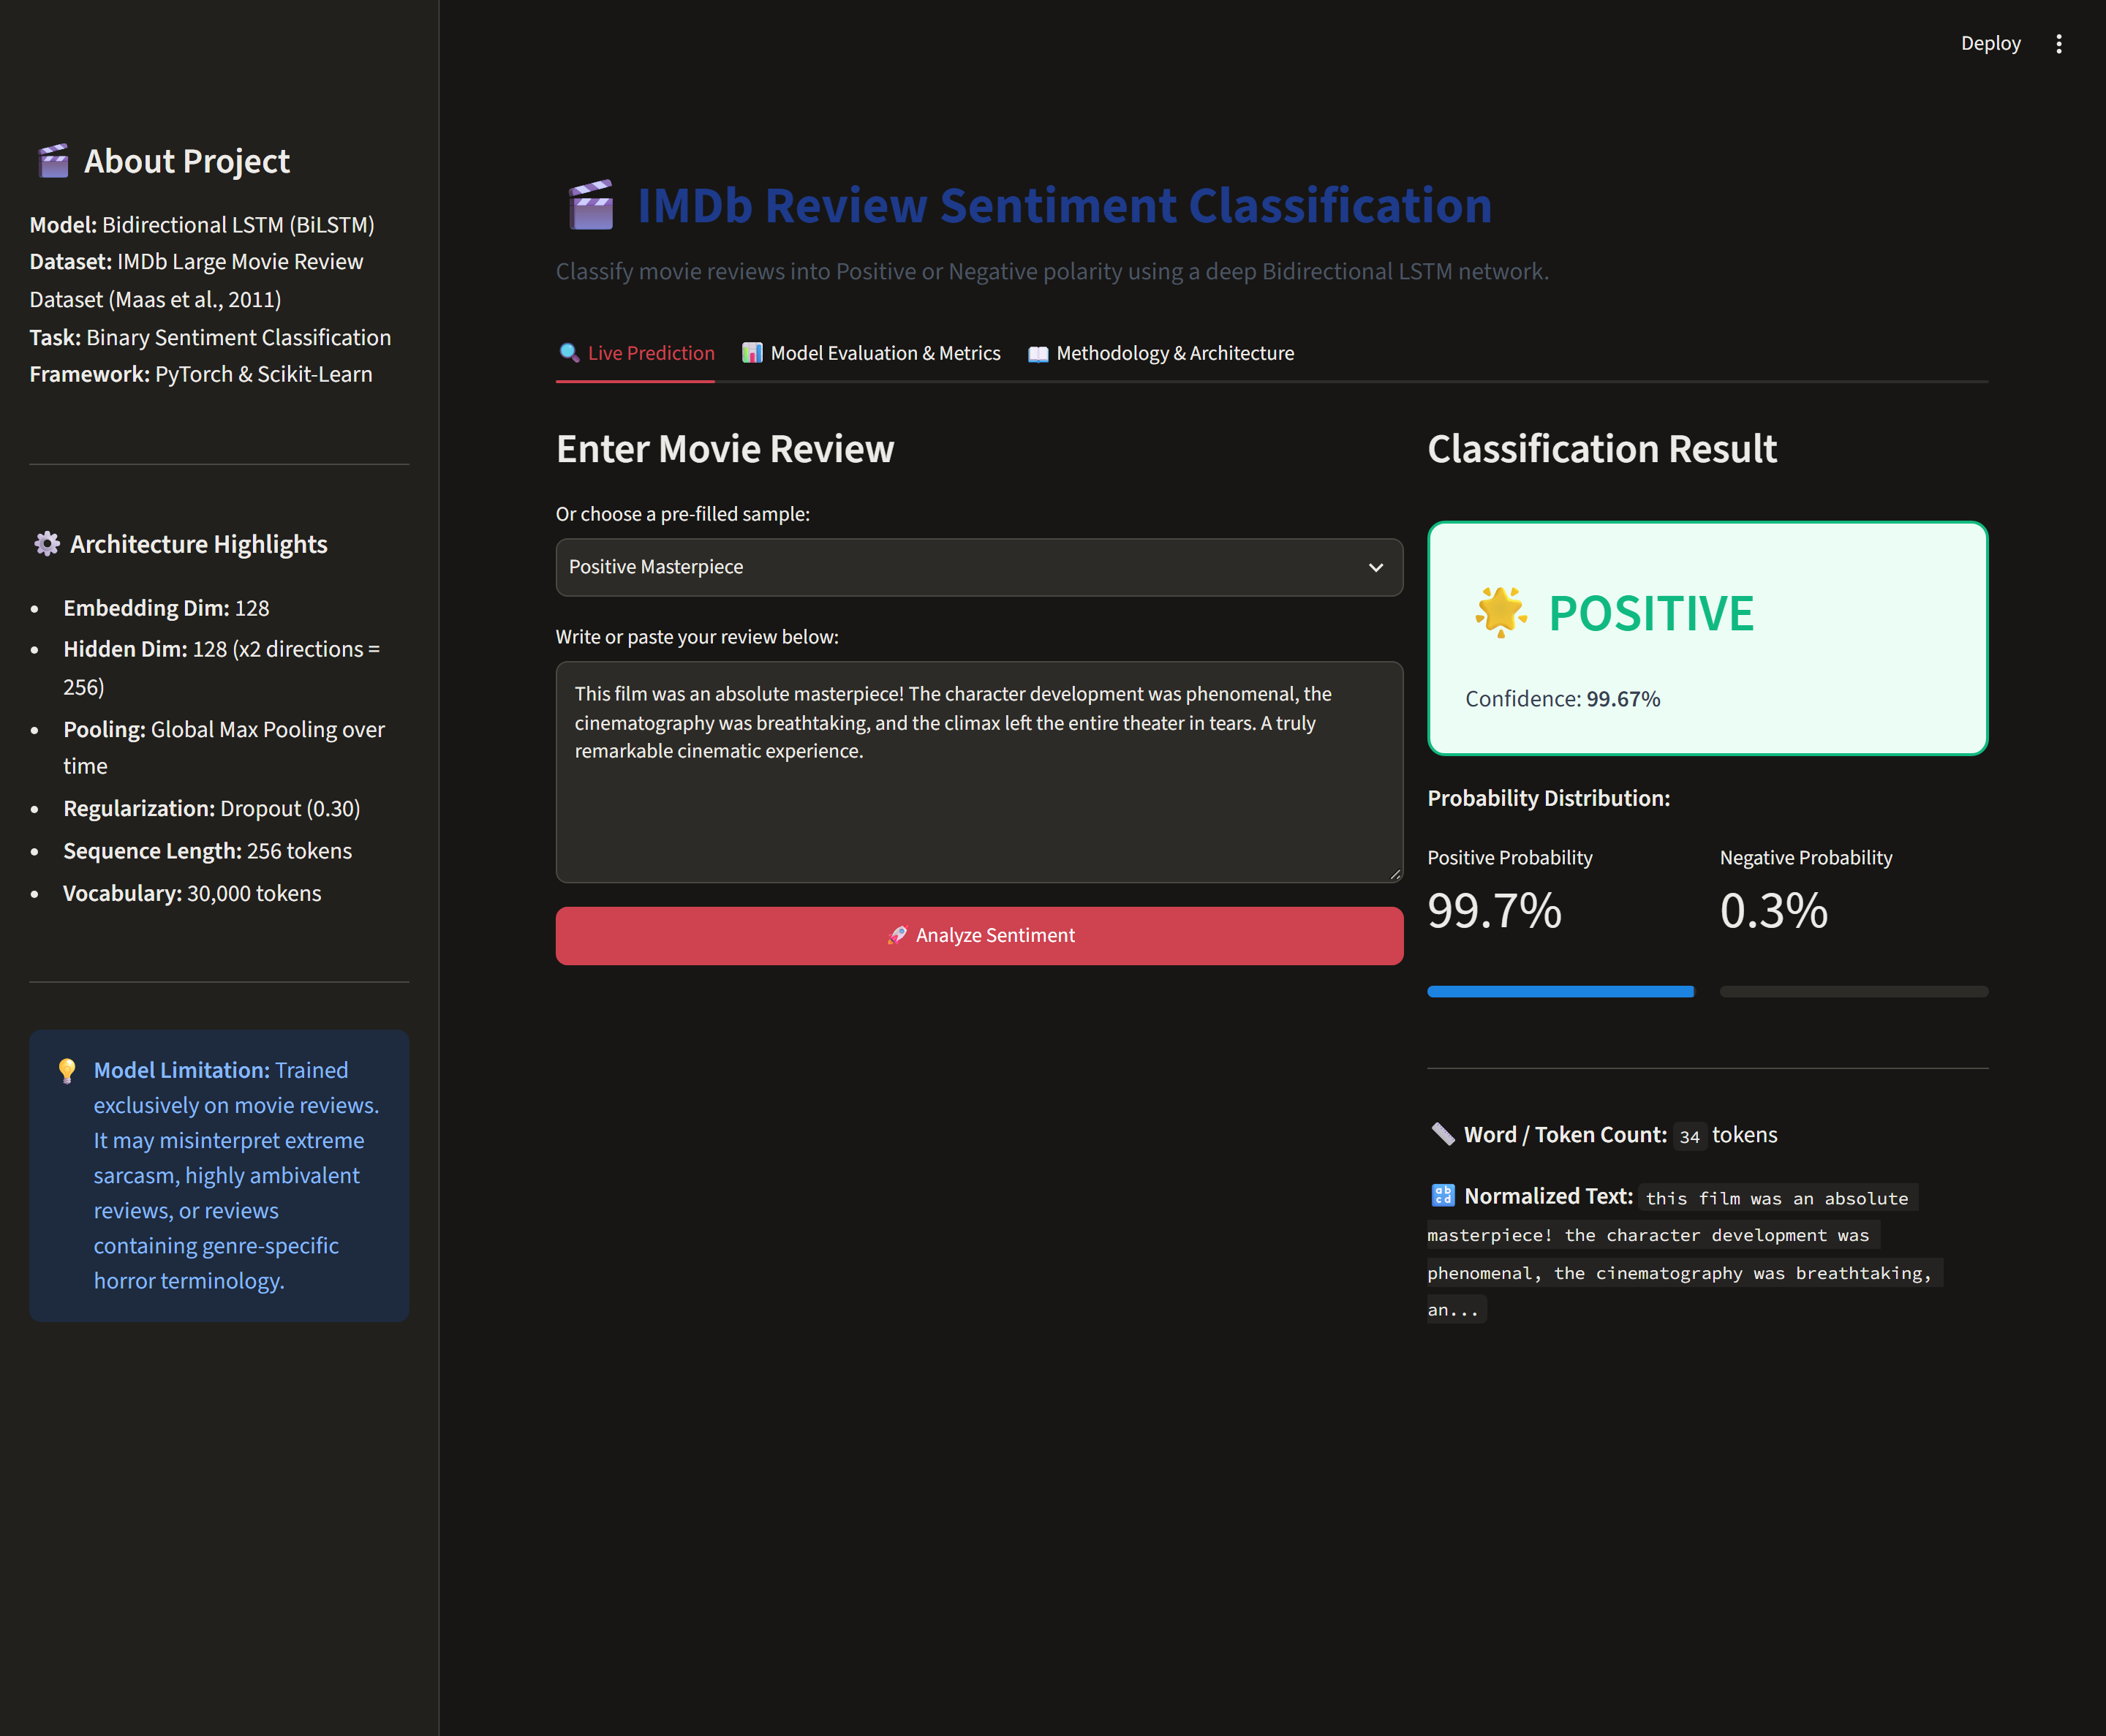 Deploy
🎬 About Project
Model: Bidirectional LSTM (BiLSTM)
Dataset: IMDb Large Movie Review
Dataset (Maas et al., 2011)
Task: Binary Sentiment Classification
Framework: PyTorch & Scikit-Learn
⚙️ Architecture Highlights
• Embedding Dim: 128
• Hidden Dim: 128 (x2 directions =
256)
• Pooling: Global Max Pooling over
time
• Regularization: Dropout (0.30)
• Sequence Length: 256 tokens
• Vocabulary: 30,000 tokens
💡 Model Limitation: Trained
exclusively on movie reviews.
It may misinterpret extreme
sarcasm, highly ambivalent
reviews, or reviews
containing genre-specific
horror terminology.
🎬 IMDb Review Sentiment Classification
Classify movie reviews into Positive or Negative polarity using a deep Bidirectional LSTM network.
🔍 Live Prediction 📊 Model Evaluation & Metrics 📖 Methodology & Architecture
Enter Movie Review
Or choose a pre-filled sample:
Positive Masterpiece
Write or paste your review below:
This film was an absolute masterpiece! The character development was phenomenal, the
cinematography was breathtaking, and the climax left the entire theater in tears. A truly
remarkable cinematic experience.
🚀 Analyze Sentiment
Classification Result
🌟 POSITIVE
Confidence: 99.67%
Probability Distribution:
Positive Probability Negative Probability
99.7% 0.3%
📏 Word / Token Count: 34 tokens
🔡 Normalized Text: this film was an absolute
masterpiece! the character development was
phenomenal, the cinematography was breathtaking,
an...